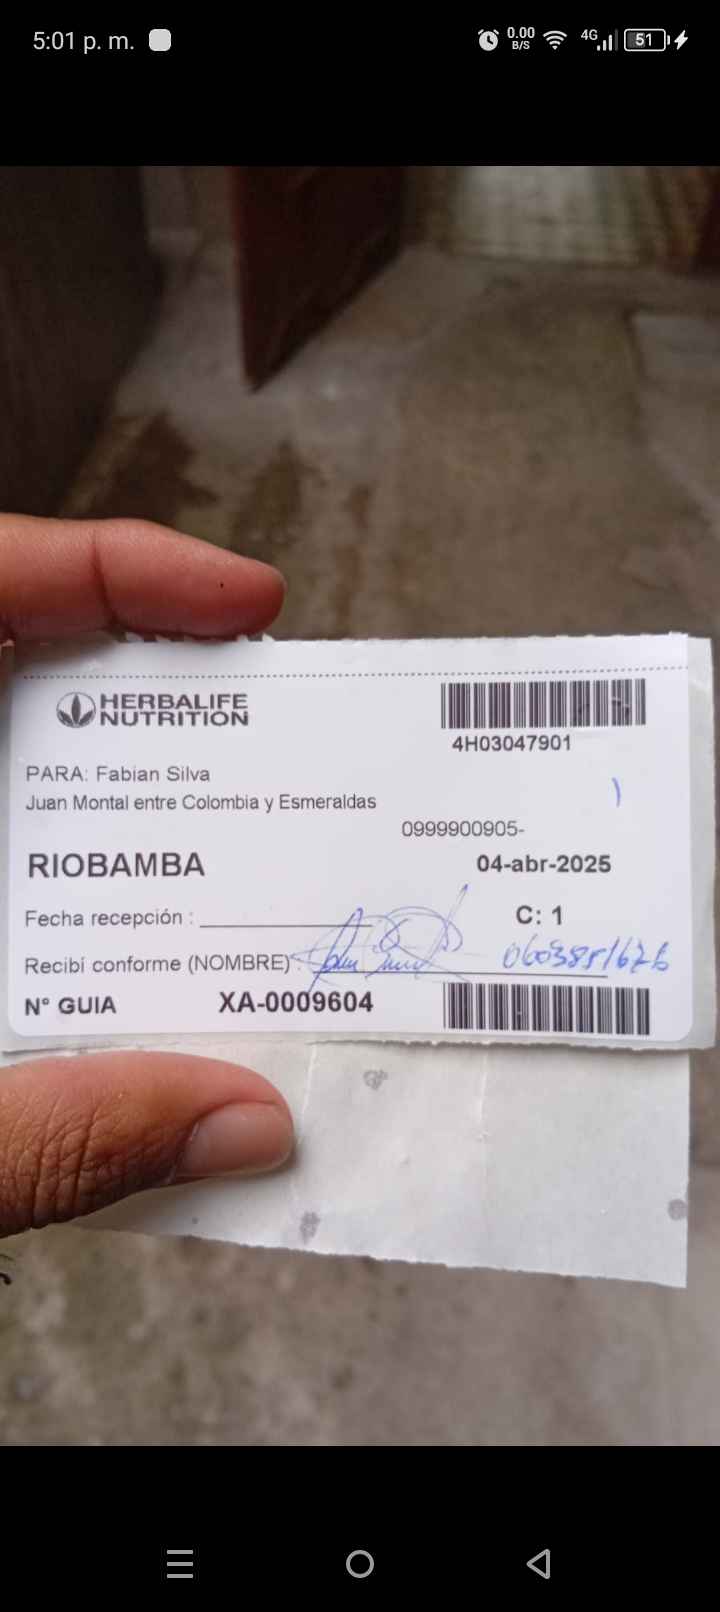 5:01 p. m. 0.00 B/S 4G 51
HERBALIFE
NUTRITION
4H03047901
PARA: Fabian Silva
Juan Montal entre Colombia y Esmeraldas
0999900905-
RIOBAMBA 04-abr-2025
Fecha recepción : C: 1
Recibí conforme (NOMBRE) :
N° GUIA XA-0009604